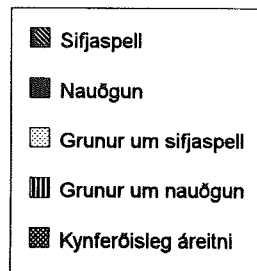 Sifjaspell
Nauðgun
Grunur um sifjaspell
Grunur um nauðgun
Kynferðisleg áreitni